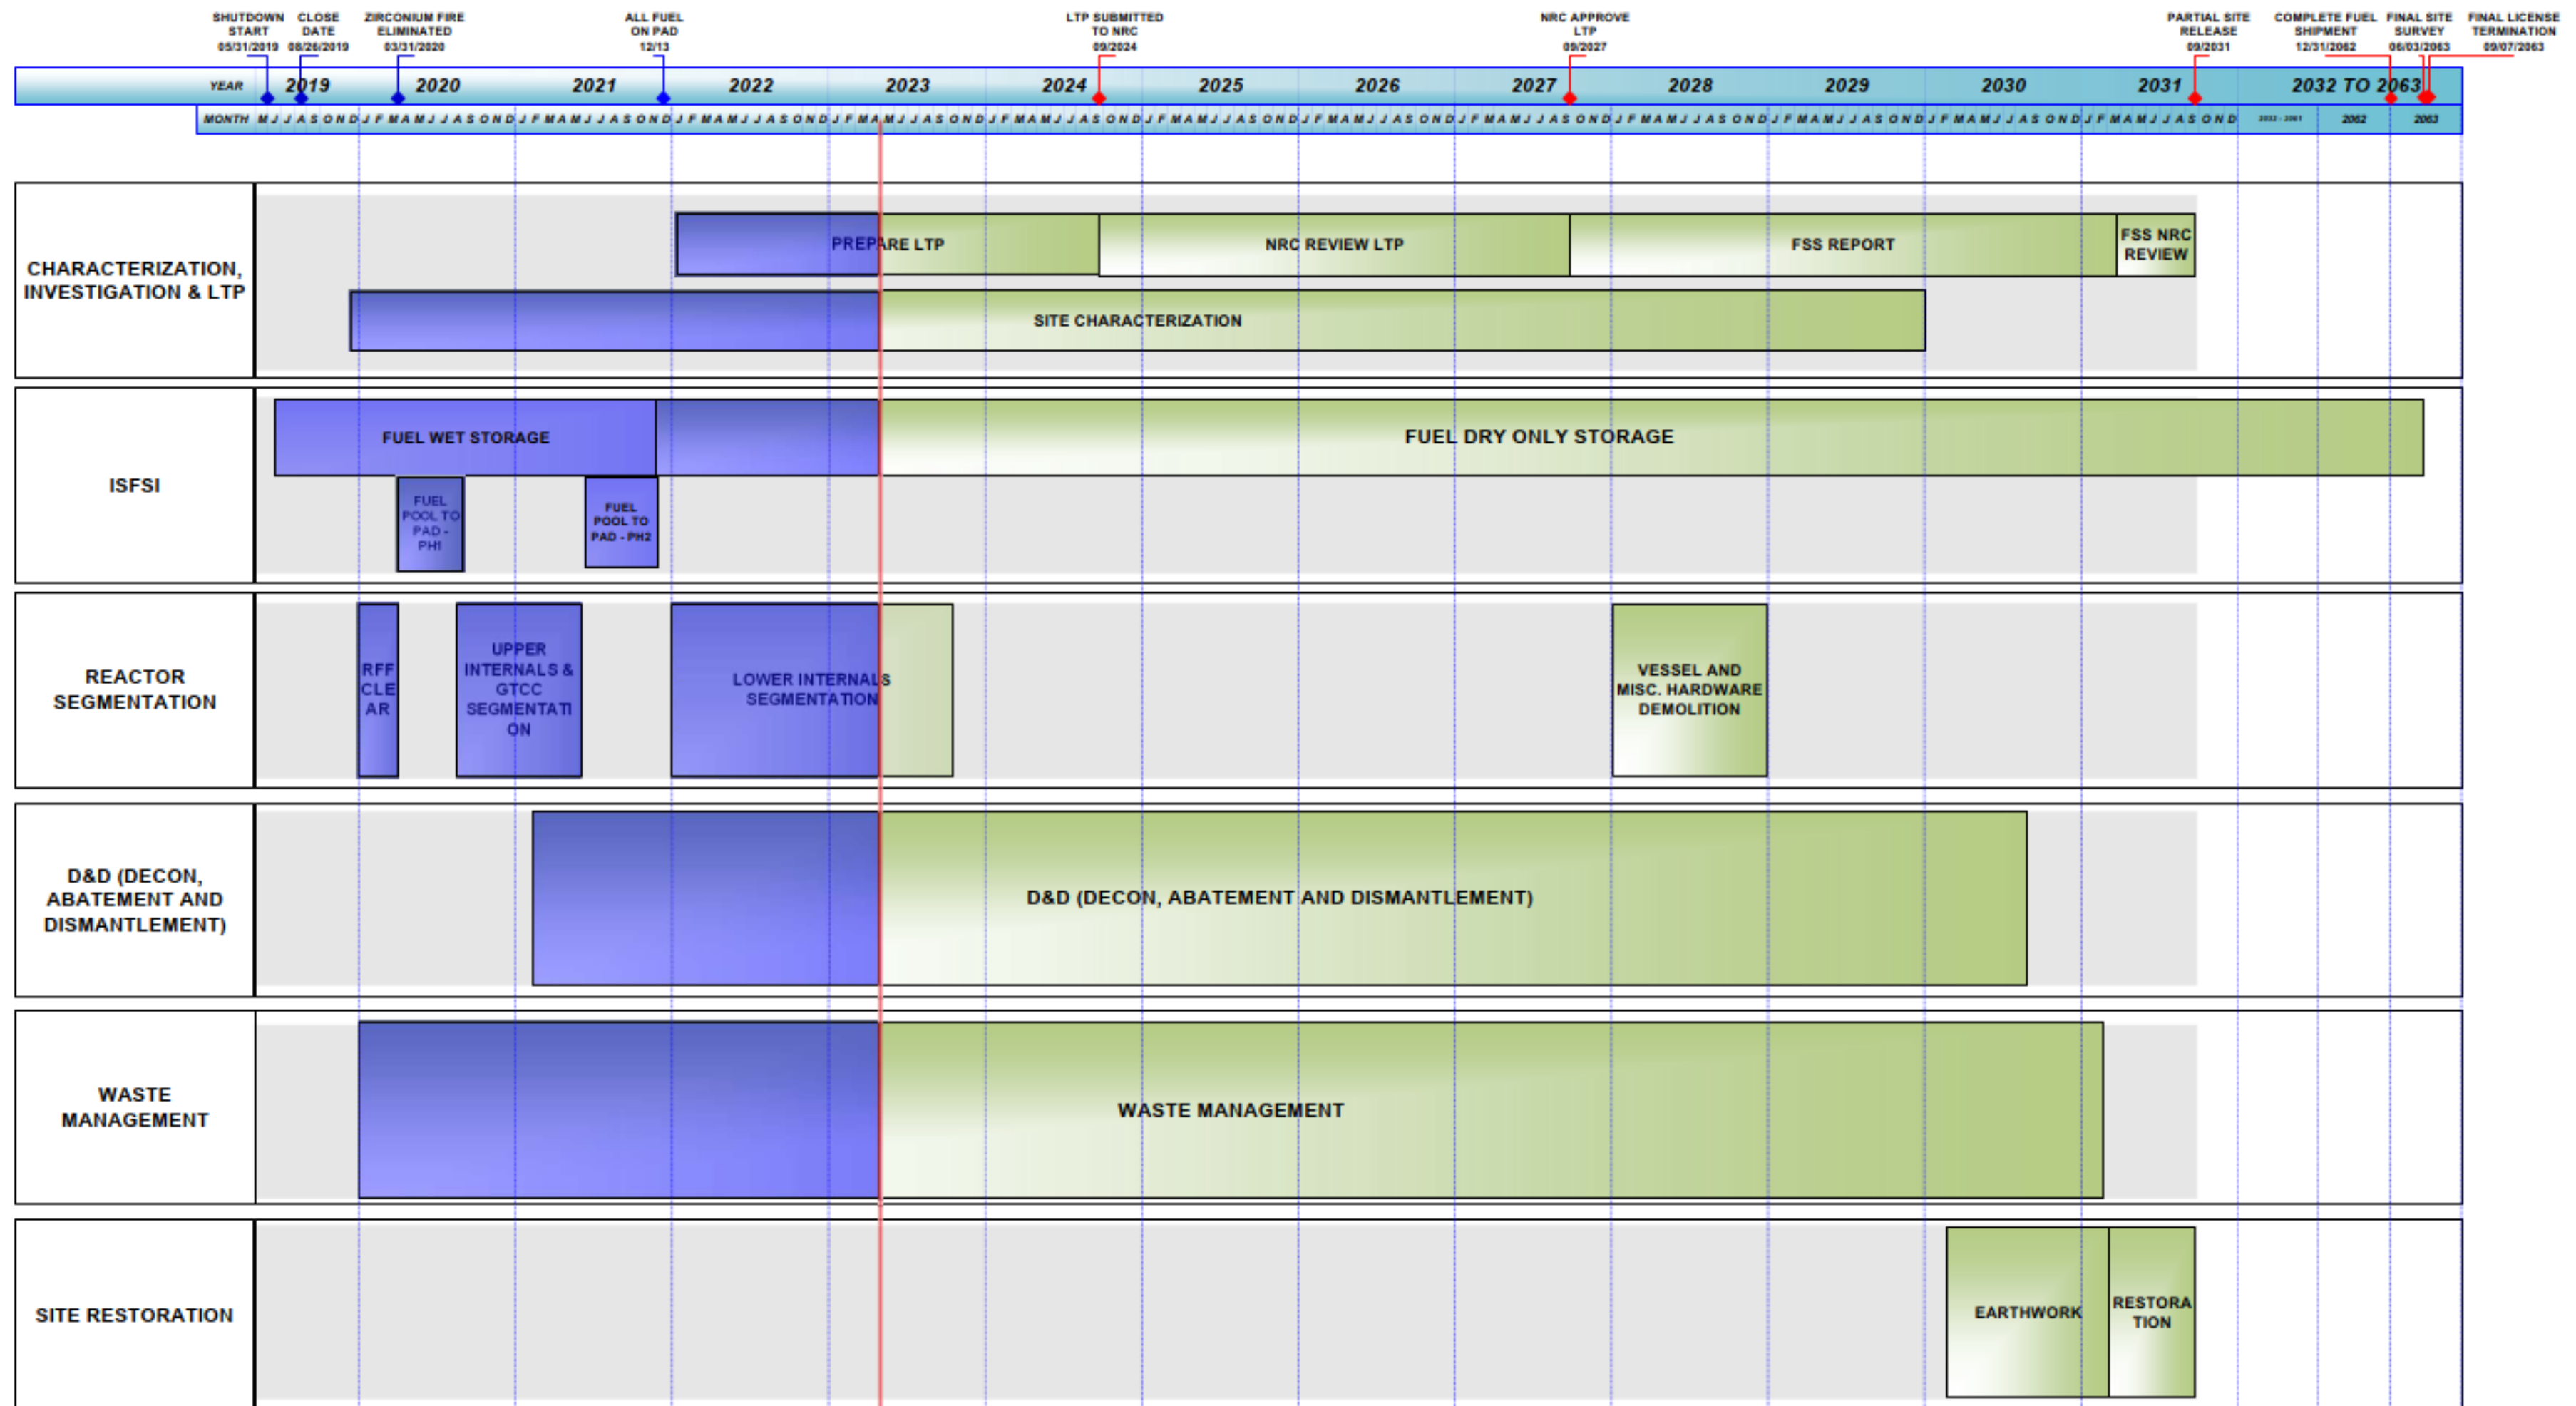 SHUTDOWN START 05/31/2019
CLOSE DATE 08/26/2019
ZIRCONIUM FIRE ELIMINATED 03/31/2020
ALL FUEL ON PAD 12/13
LTP SUBMITTED TO NRC 09/2024
NRC APPROVE LTP 09/2027
PARTIAL SITE RELEASE 09/2031
COMPLETE FUEL SHIPMENT 12/31/2062
FINAL SITE SURVEY 06/03/2063
FINAL LICENSE TERMINATION 09/07/2063
YEAR 2019 2020 2021 2022 2023 2024 2025 2026 2027 2028 2029 2030 2031 2032 TO 2063
MONTH M J J A S O N D J F M A M J J A S O N D J F M A M J J A S O N D J F M A M J J A S O N D J F M A M J J A S O N D J F M A M J J A S O N D J F M A M J J A S O N D J F M A M J J A S O N D J F M A M J J A S O N D J F M A M J J A S O N D J F M A M J J A S O N D J F M A M J J A S O N D J F M A M J J A S O N D 2032 - 2061 2062 2063
CHARACTERIZATION,
INVESTIGATION & LTP
PREPARE LTP
NRC REVIEW LTP
FSS REPORT
FSS NRC
REVIEW
SITE CHARACTERIZATION
ISFSI
FUEL WET STORAGE
FUEL DRY ONLY STORAGE
FUEL
POOL TO
PAD -
PH1
FUEL
POOL TO
PAD - PH2
REACTOR
SEGMENTATION
RFF
CLE
AR
UPPER
INTERNALS &
GTCC
SEGMENTATI
ON
LOWER INTERNALS
SEGMENTATION
VESSEL AND
MISC. HARDWARE
DEMOLITION
D&D (DECON,
ABATEMENT AND
DISMANTLEMENT)
D&D (DECON, ABATEMENT AND DISMANTLEMENT)
WASTE
MANAGEMENT
WASTE MANAGEMENT
SITE RESTORATION
EARTHWORK
RESTORA
TION